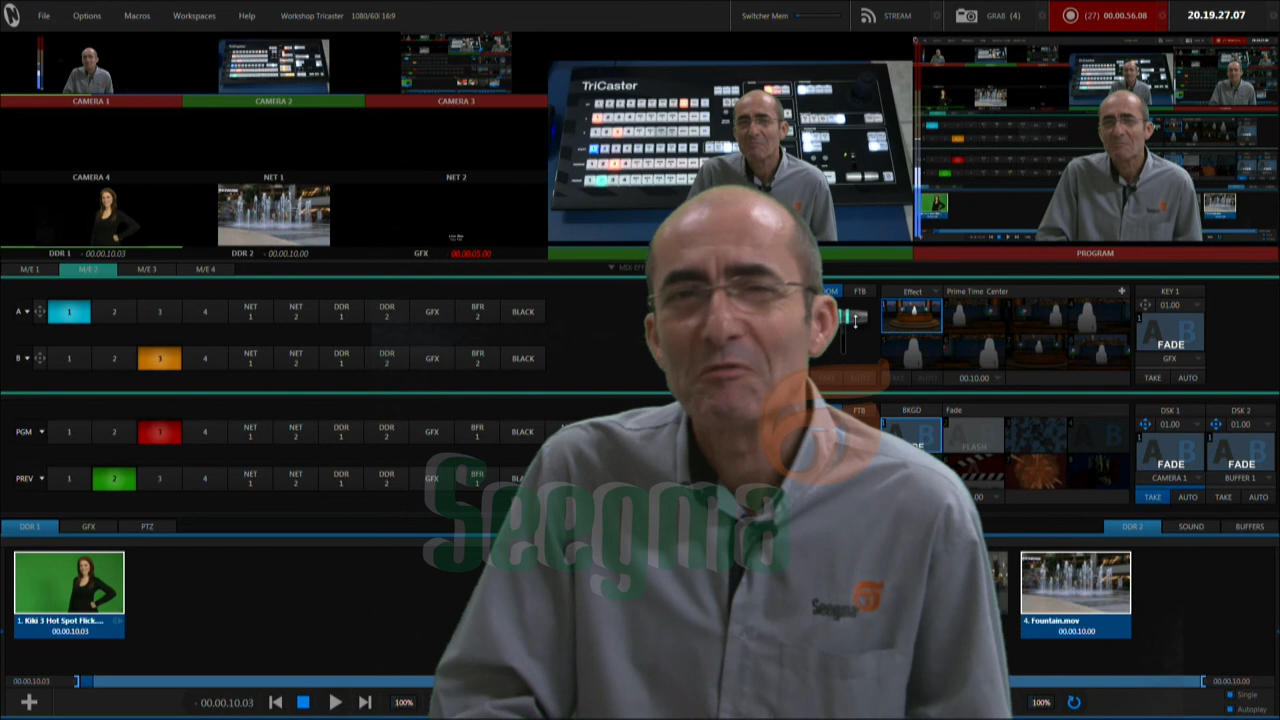 File Options Macros Workspaces Help Workshop Tricaster 1080/60i 16:9 Switcher Mem STREAM GRAB (4) (27) 00.00.56.08 20.19.27.07
TriCaster
CAMERA 1 CAMERA 2 CAMERA 3
CAMERA 4 NET 1 NET 2
DDR 1 00.00.10.03 DDR 2 00.00.10.00 GFX 00.00.05.00 PROGRAM
M/E 1 M/E 2 M/E 3 M/E 4 MIX
FTB Effect Prime Time Center KEY 1
A 1 2 3 4 NET 1 NET 2 DDR 1 DDR 2 GFX BFR 2 BLACK 01.00
A B
FADE
B 1 2 3 4 NET 1 NET 2 DDR 1 DDR 2 GFX BFR 2 BLACK GFX
00.10.00 TAKE AUTO
FTB BKGD Fade DSK 1 DSK 2
PGM 1 2 3 4 NET 1 NET 2 DDR 1 DDR 2 GFX BFR 1 BLACK 01.00 01.00
FLASH
FADE FADE
PREV 1 2 3 4 NET 1 NET 2 DDR 1 DDR 2 GFX BFR 1 CAMERA 1 BUFFER 1
TAKE AUTO TAKE AUTO
Seegma
DDR 1 GFX PTZ DDR 2 SOUND BUFFERS
Seegma
1. Kiki 3 Hot Spot Flick.... 4. Fountain.mov
00.00.10.03 00.00.10.00
00.00.10.03 00.00.10.00
00.00.10.03 100% 100% Single
Autoplay